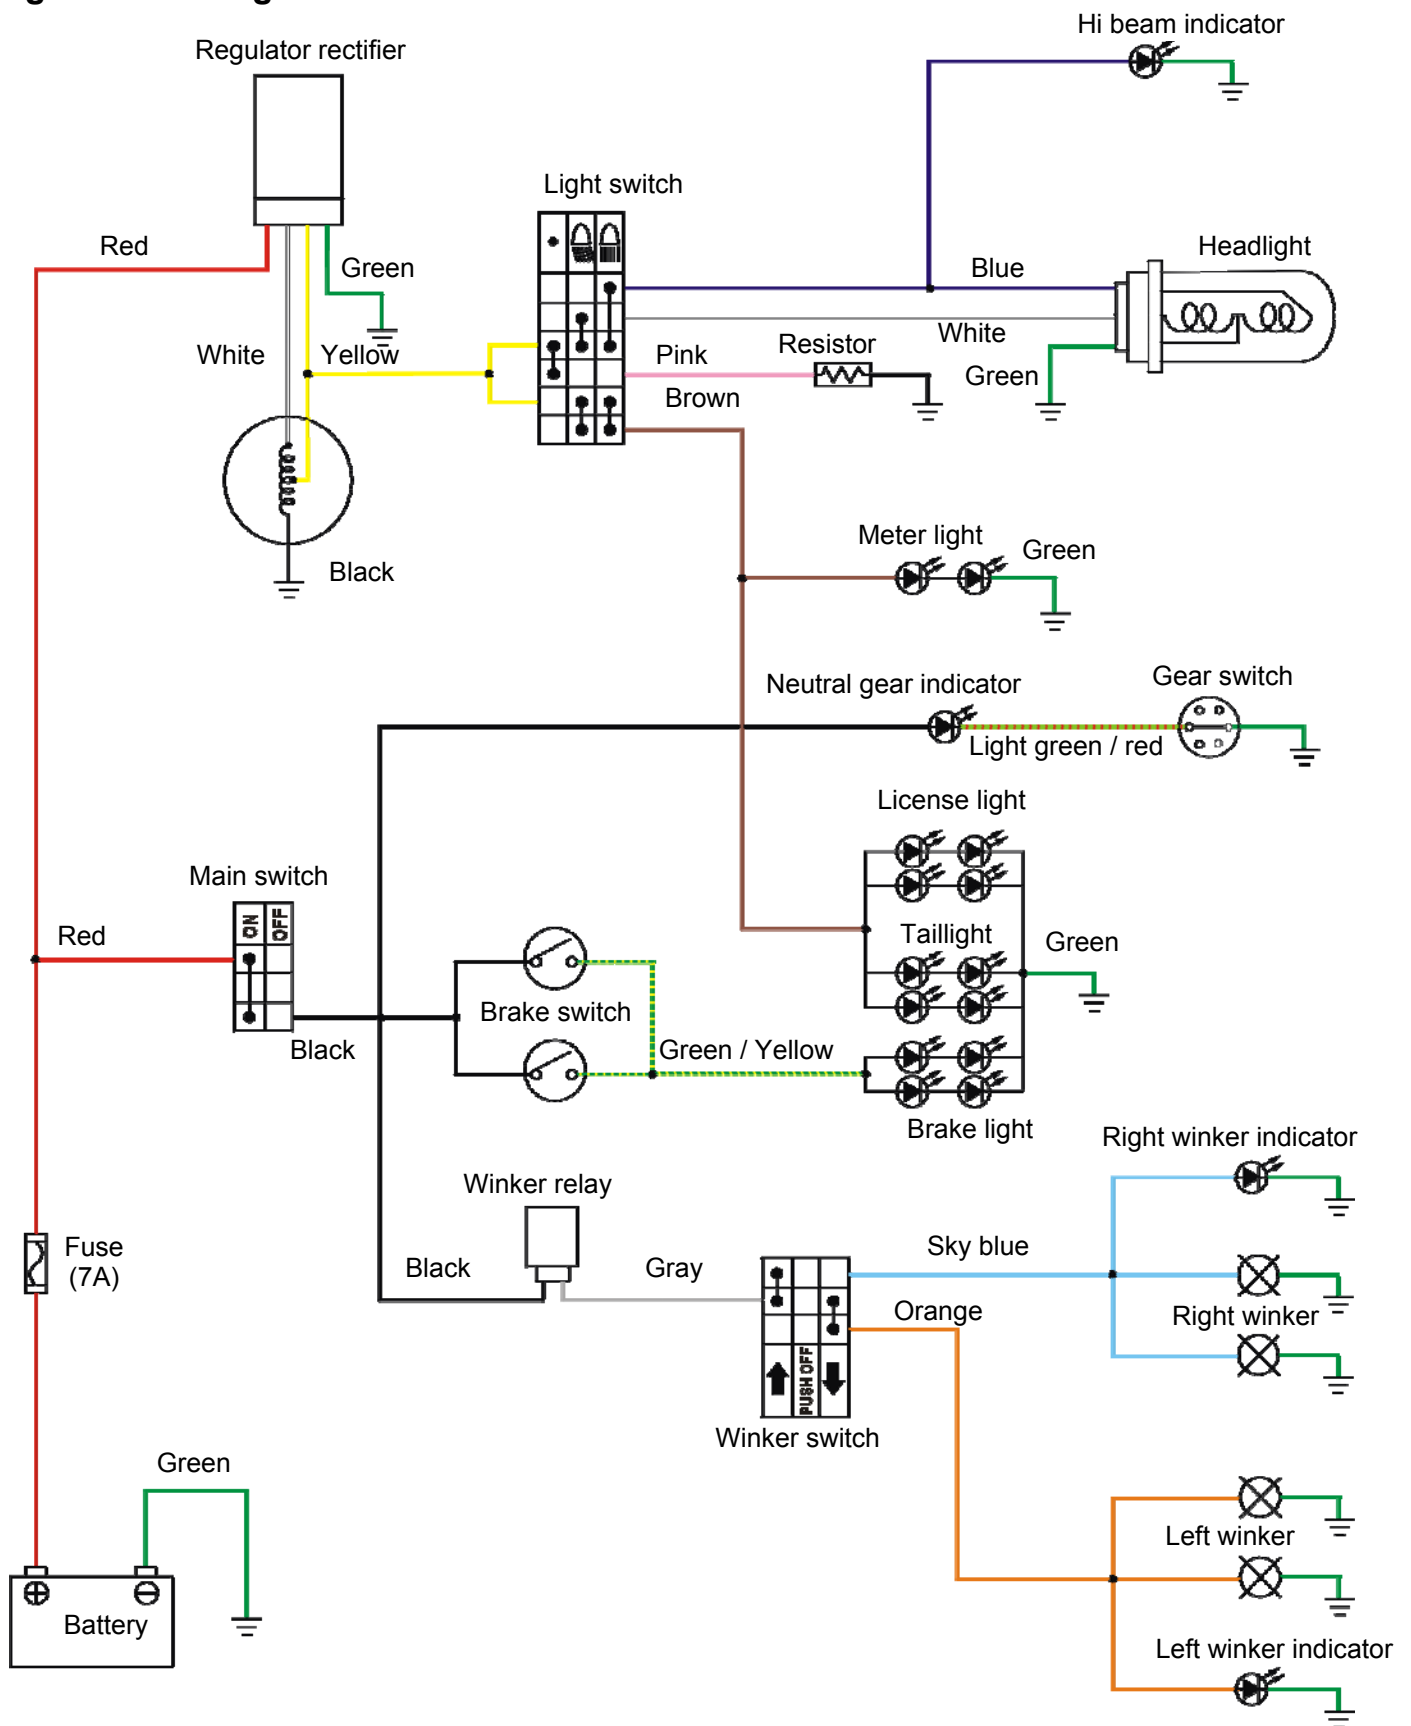 Hi beam indicator
Regulator rectifier
Light switch
Red
Green
Blue
Headlight
White
Yellow
Pink
Resistor
White
Green
Brown
Meter light
Green
Black
Neutral gear indicator
Gear switch
Light green / red
License light
Main switch
ON
OFF
Red
Taillight
Green
Brake switch
Black
Green / Yellow
Brake light
Right winker indicator
Winker relay
Fuse
(7A)
Black
Gray
Sky blue
Orange
Right winker
PUSH OFF
Winker switch
Green
Left winker
Battery
Left winker indicator